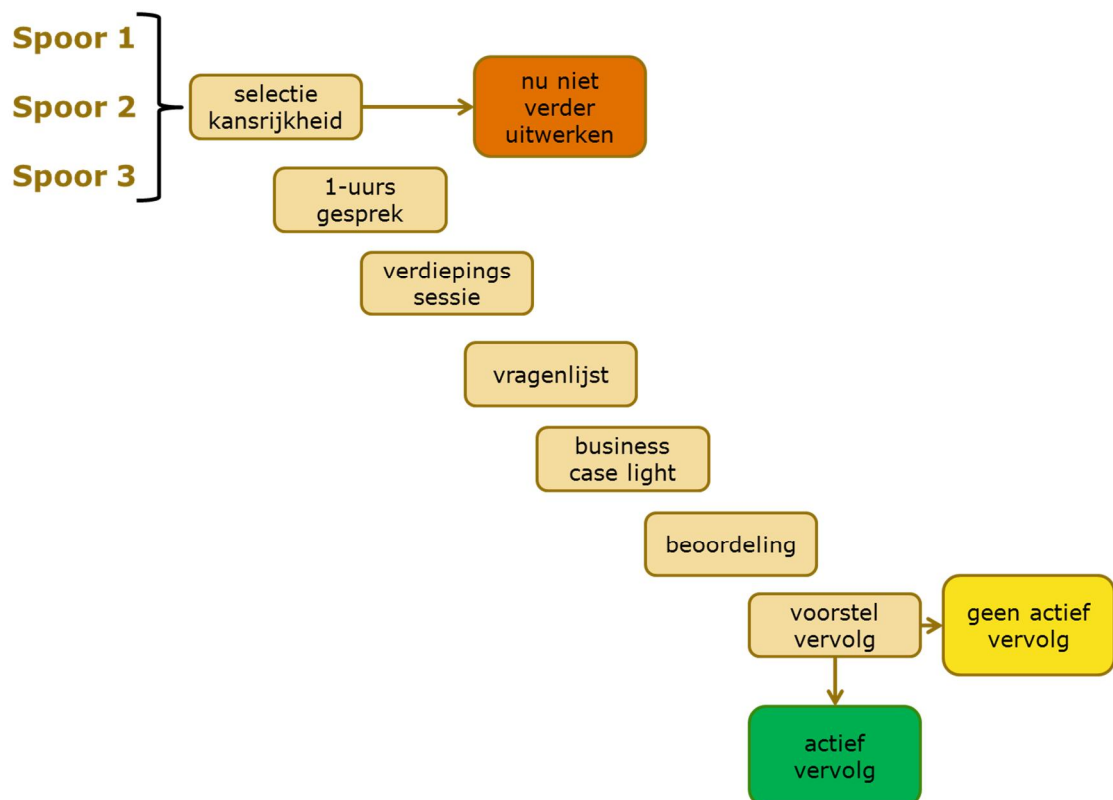 Spoor 1
Spoor 2
Spoor 3
selectie
kansrijkheid
nu niet
verder
uitwerken
1-uurs
gesprek
verdiepings
sessie
vragenlijst
business
case light
beoordeling
voorstel
vervolg
geen actief
vervolg
actief
vervolg